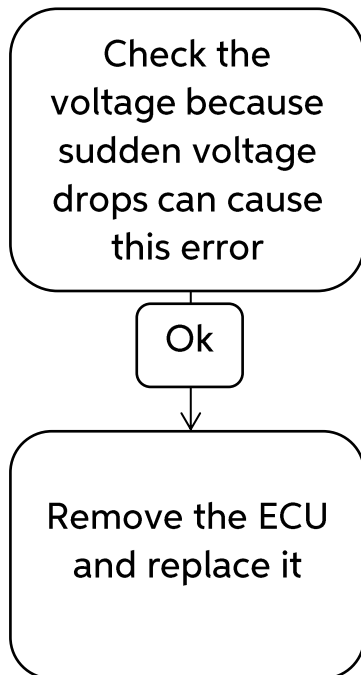 Check the
voltage because
sudden voltage
drops can cause
this error
Ok
Remove the ECU
and replace it